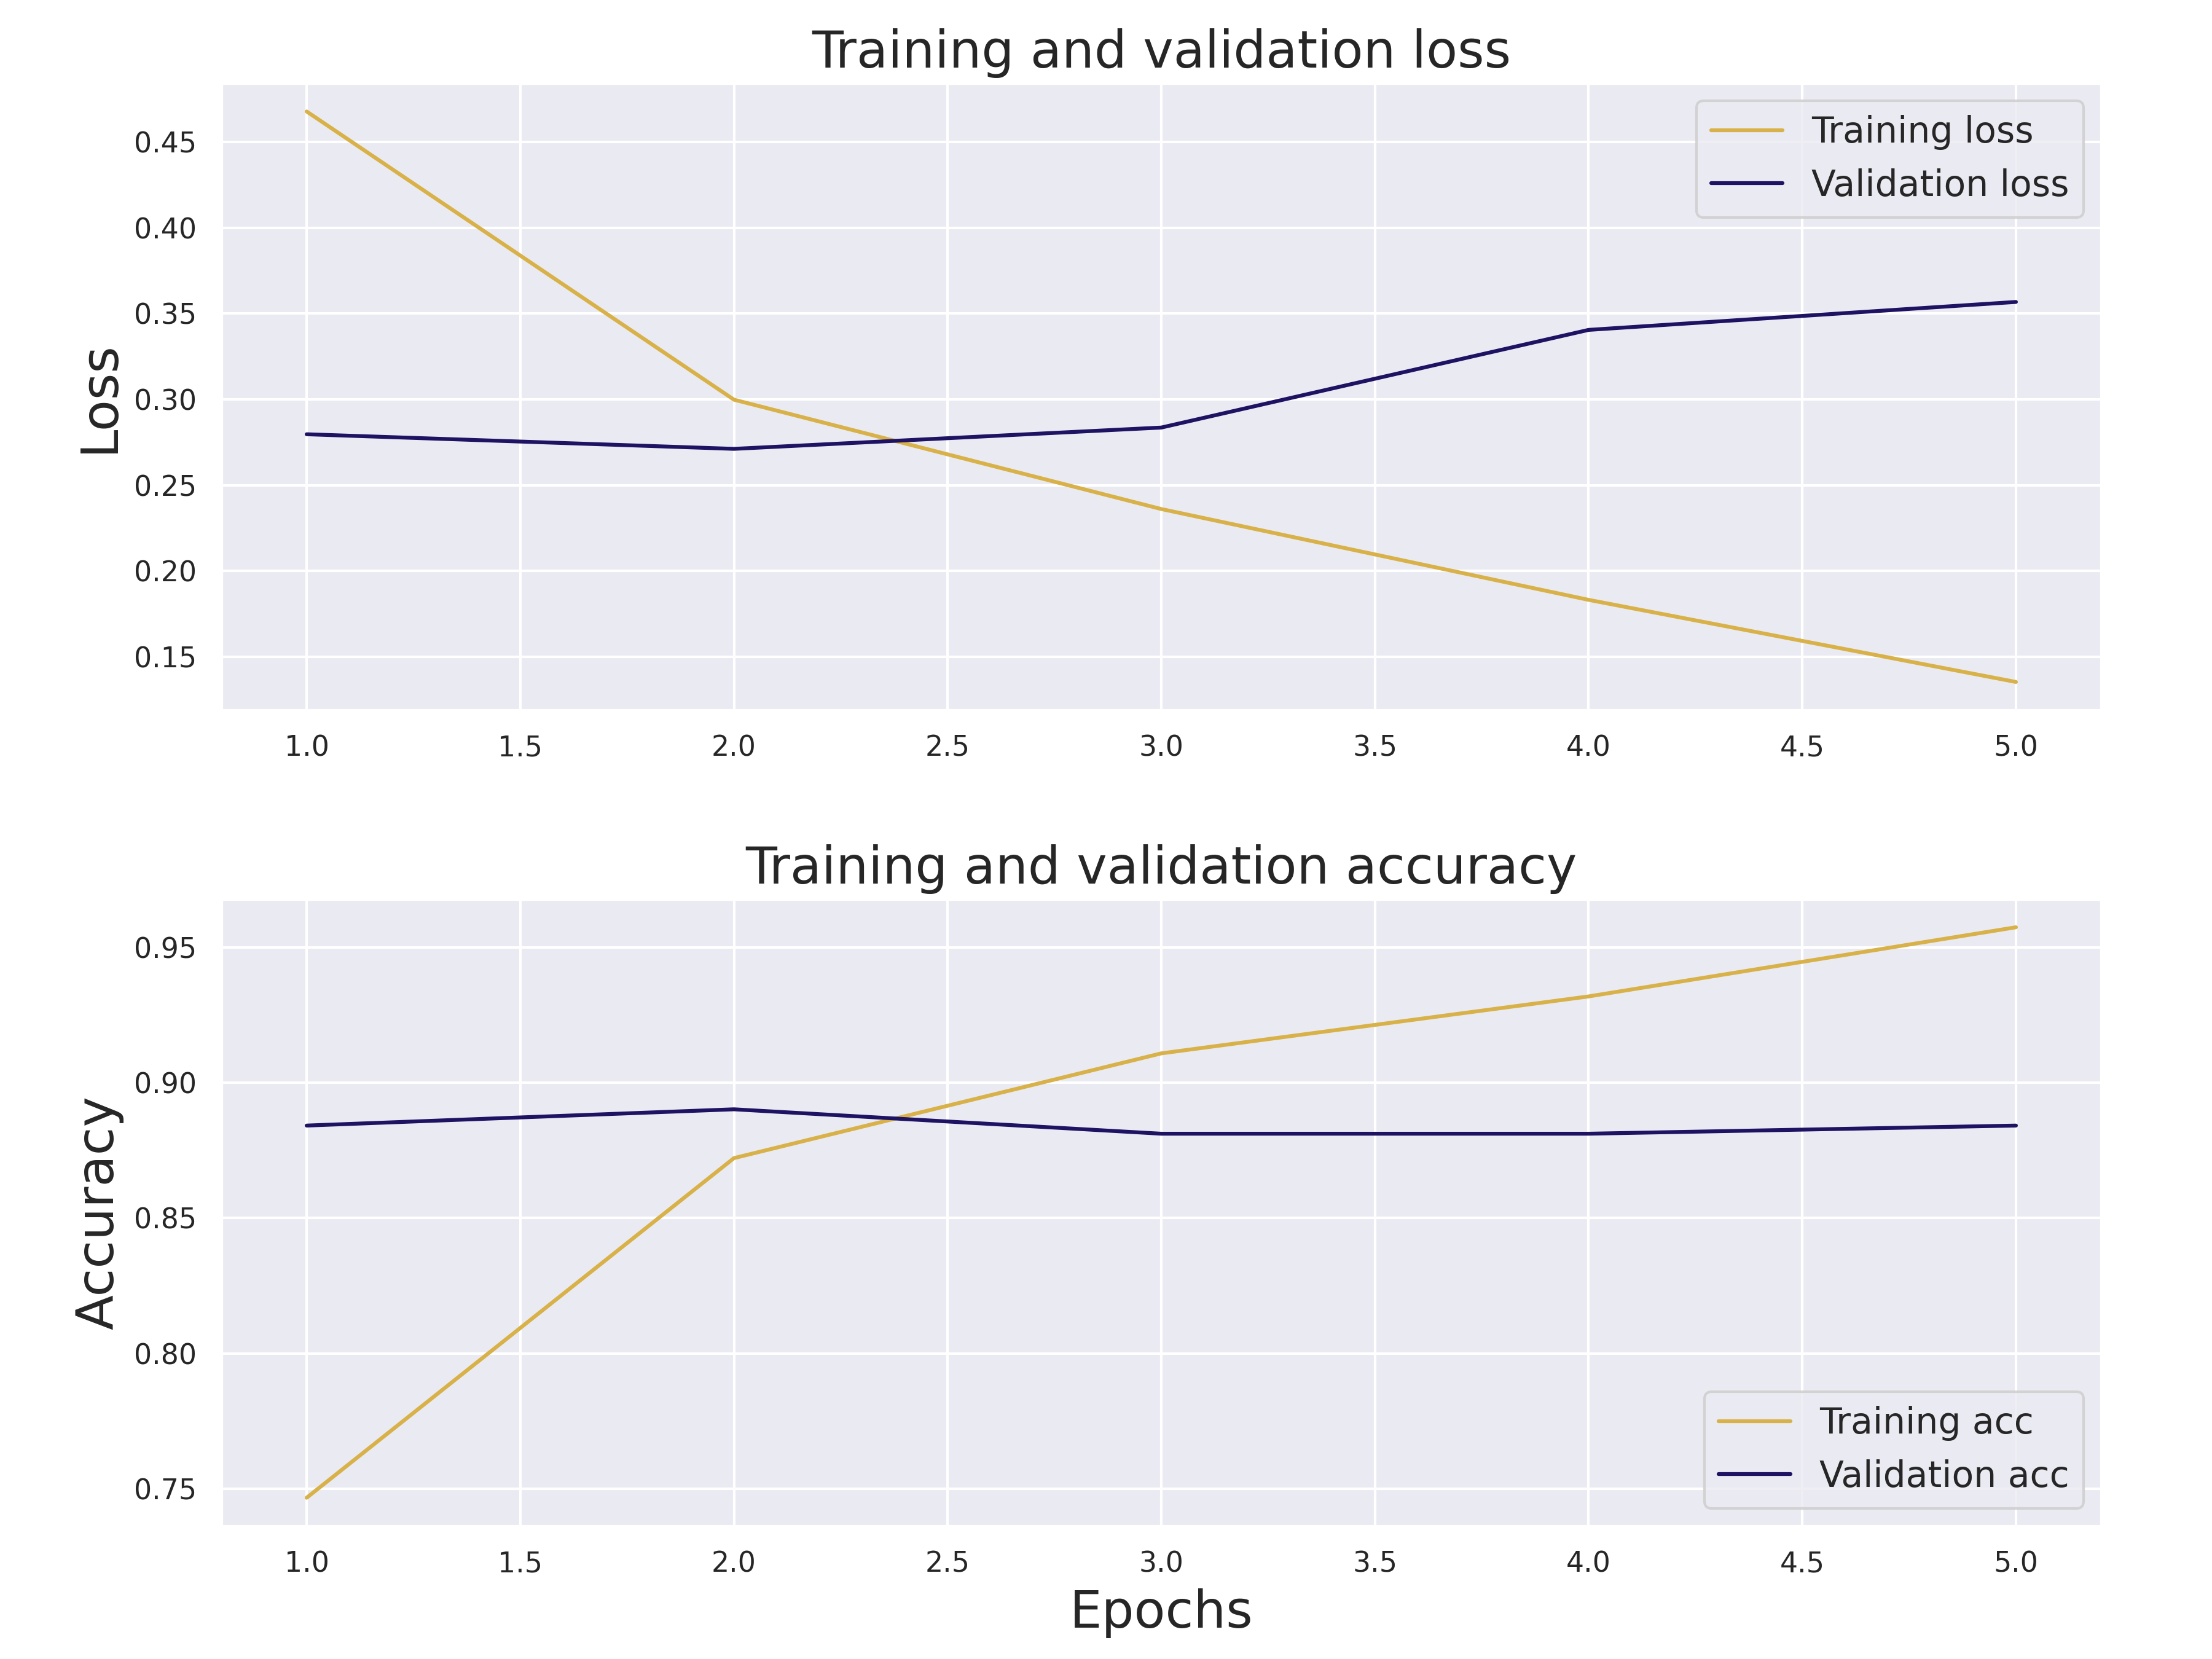 Training and validation loss
Loss
0.45
0.40
0.35
0.30
0.25
0.20
0.15
Training loss
Validation loss
1.0 1.5 2.0 2.5 3.0 3.5 4.0 4.5 5.0
Training and validation accuracy
Accuracy
0.95
0.90
0.85
0.80
0.75
Training acc
Validation acc
1.0 1.5 2.0 2.5 3.0 3.5 4.0 4.5 5.0
Epochs